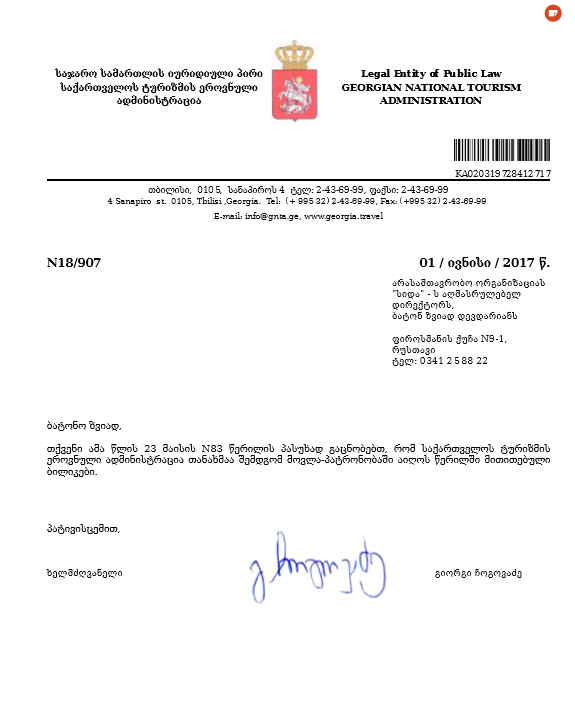 საჯარო სამართლის იურიდიული პირი
საქართველოს ტურიზმის ეროვნული
ადმინისტრაცია
Legal Entity of Public Law
GEORGIAN NATIONAL TOURISM
ADMINISTRATION
KA020319728412717
თბილისი, 0105, სანაპიროს 4 ტელ: 2-43-69-99, ფაქსი: 2-43-69-99
4 Sanapiro st. 0105, Tbilisi ,Georgia. Tel: (+ 995 32) 2-43-69-99, Fax: (+995 32) 2-43-69-99
E-mail: info@gnta.ge, www.georgia.travel
N18/907
01 / ივნისი / 2017 წ.
არასამთავრობო ორგანიზაციას
"სიდა" - ს აღმასრულებელ
დირექტორს,
ბატონ ზვიად დევდარიანს
ფიროსმანის ქუჩა N9-1,
რუსთავი
ტელ: 0341 25 88 22
ბატონო ზვიად,
თქვენი ამა წლის 23 მაისის N83 წერილის პასუხად გაცნობებთ, რომ საქართველოს ტურიზმის
ეროვნული ადმინისტრაცია თანახმაა შემდგომ მოვლა-პატრონობაში აიღოს წერილში მითითებული
ბილიკები.
პატივისცემით,
ხელმძღვანელი
გიორგი ჩოგოვაძე